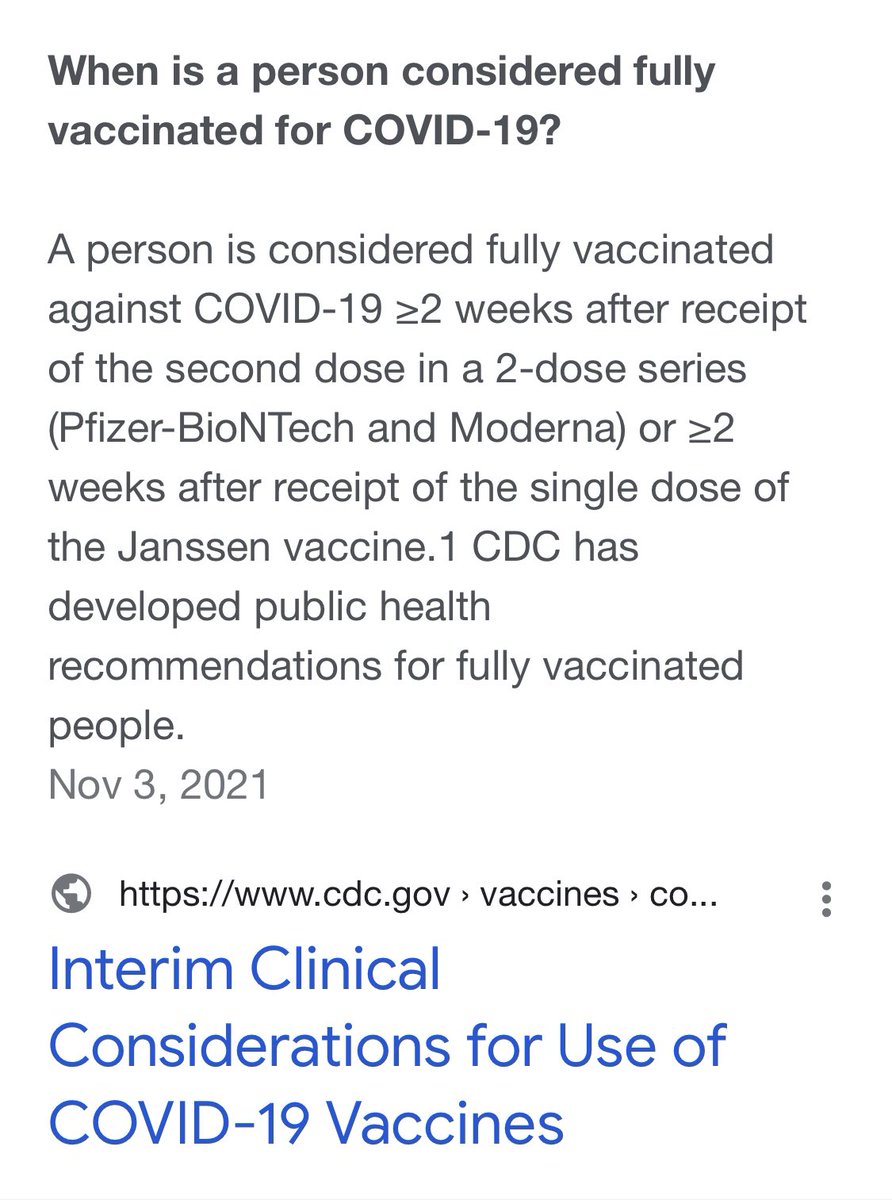 When is a person considered fully
vaccinated for COVID-19?
A person is considered fully vaccinated
against COVID-19 ≥2 weeks after receipt
of the second dose in a 2-dose series
(Pfizer-BioNTech and Moderna) or ≥2
weeks after receipt of the single dose of
the Janssen vaccine.1 CDC has
developed public health
recommendations for fully vaccinated
people.
Nov 3, 2021
https://www.cdc.gov › vaccines › co...
Interim Clinical
Considerations for Use of
COVID-19 Vaccines